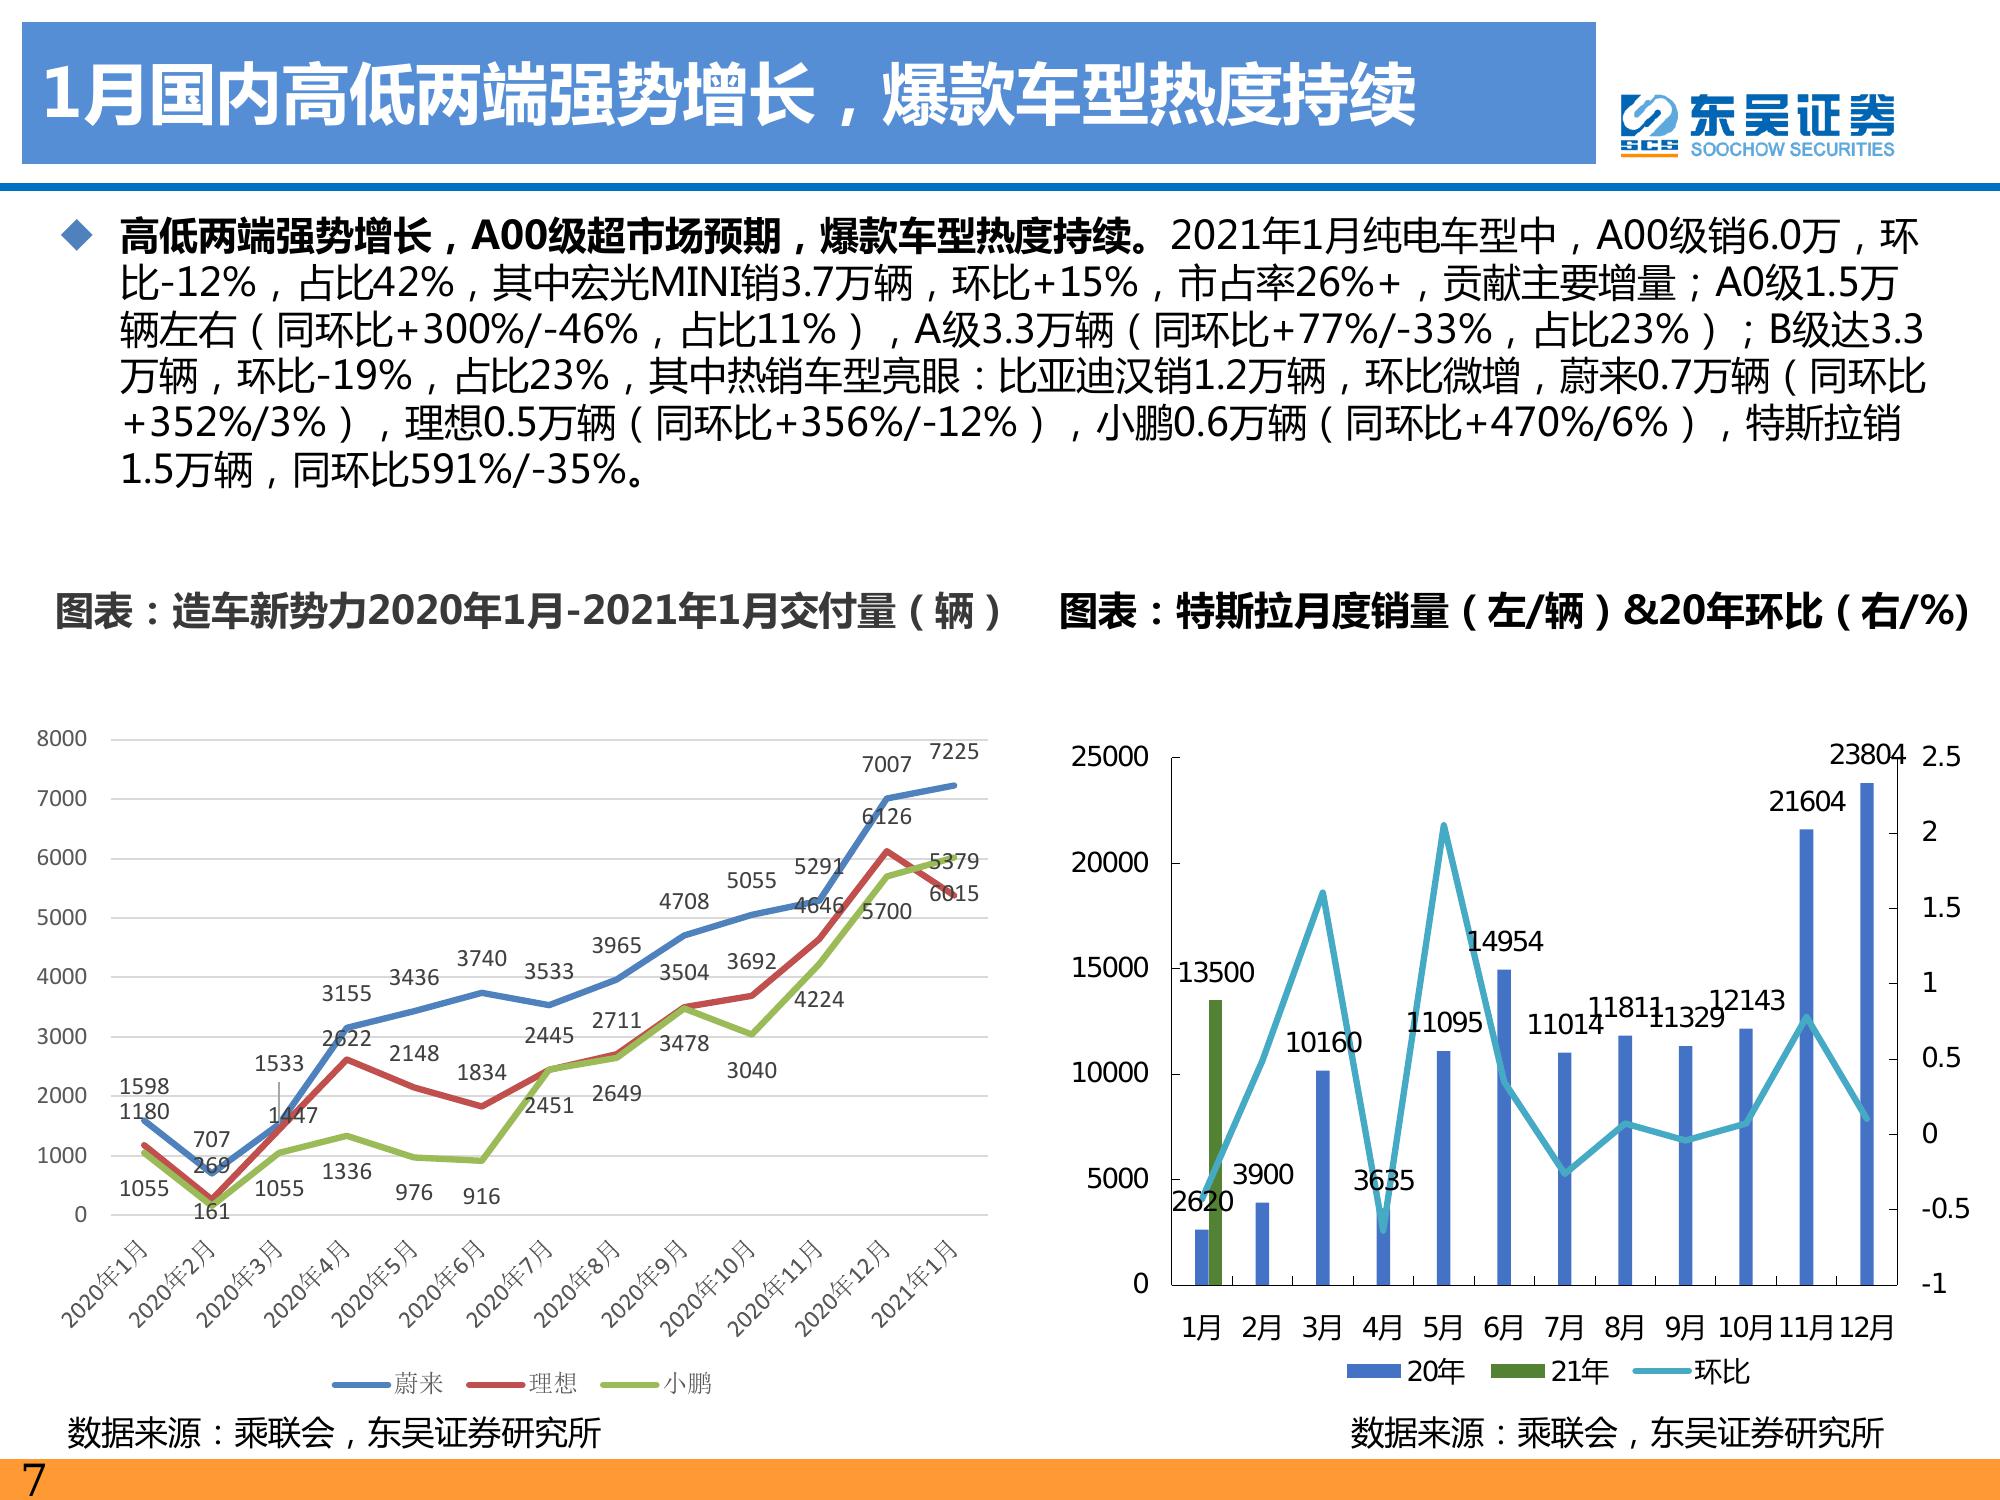 1月国内高低两端强势增长，爆款车型热度持续
东吴证券
SCS
SOOCHOW SECURITIES
高低两端强势增长，A00级超市场预期，爆款车型热度持续。2021年1月纯电车型中，A00级销6.0万，环
比-12%，占比42%，其中宏光MINI销3.7万辆，环比+15%，市占率26%+，贡献主要增量；A0级1.5万
辆左右（同环比+300%/-46%，占比11%），A级3.3万辆（同环比+77%/-33%，占比23%）；B级达3.3
万辆，环比-19%，占比23%，其中热销车型亮眼：比亚迪汉销1.2万辆，环比微增，蔚来0.7万辆（同环比
+352%/3%），理想0.5万辆（同环比+356%/-12%），小鹏0.6万辆（同环比+470%/6%），特斯拉销
1.5万辆，同环比591%/-35%。
图表：造车新势力2020年1月-2021年1月交付量（辆）
8000
7000
6000
5000
4000
3000
2000
1000
0
1598
707
1533
3155
3436
3740
3533
3965
4708
5055
5291
7007
7225
1180
269
1447
2622
2148
1834
2445
2711
3504
3692
4646
6126
5379
1055
161
1055
1336
976
916
2451
2649
3478
3040
4224
5700
6015
2020年1月
2020年2月
2020年3月
2020年4月
2020年5月
2020年6月
2020年7月
2020年8月
2020年9月
2020年10月
2020年11月
2020年12月
2021年1月
蔚来 理想 小鹏
数据来源：乘联会，东吴证券研究所
图表：特斯拉月度销量（左/辆）&20年环比（右/%)
25000
20000
15000
10000
5000
0
2620
13500
3900
10160
3635
11095
14954
11014
11811
11329
12143
21604
23804
2.5
2
1.5
1
0.5
0
-0.5
-1
1月 2月 3月 4月 5月 6月 7月 8月 9月 10月 11月 12月
20年 21年 环比
数据来源：乘联会，东吴证券研究所
7